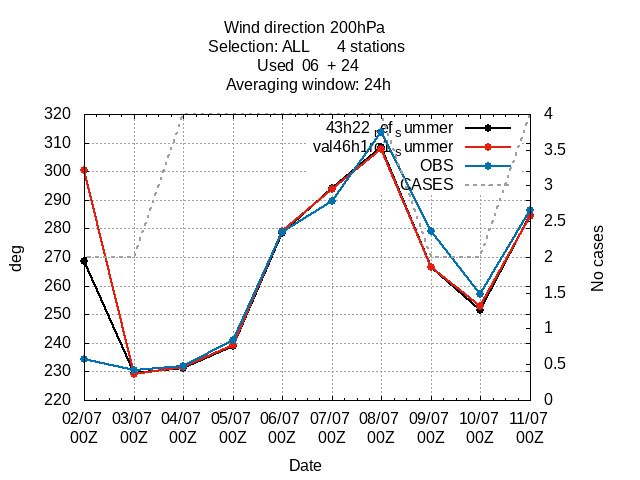 Wind direction 200hPa
Selection: ALL 4 stations
Used 06 + 24
Averaging window: 24h
43h22_ref_summer
val46h1_ref_summer
OBS
CASES
320
310
300
290
280
270
260
250
240
230
220
4
3.5
3
2.5
2
1.5
1
0.5
0
deg
No cases
02/07 03/07 04/07 05/07 06/07 07/07 08/07 09/07 10/07 11/07
00Z 00Z 00Z 00Z 00Z 00Z 00Z 00Z 00Z 00Z
Date